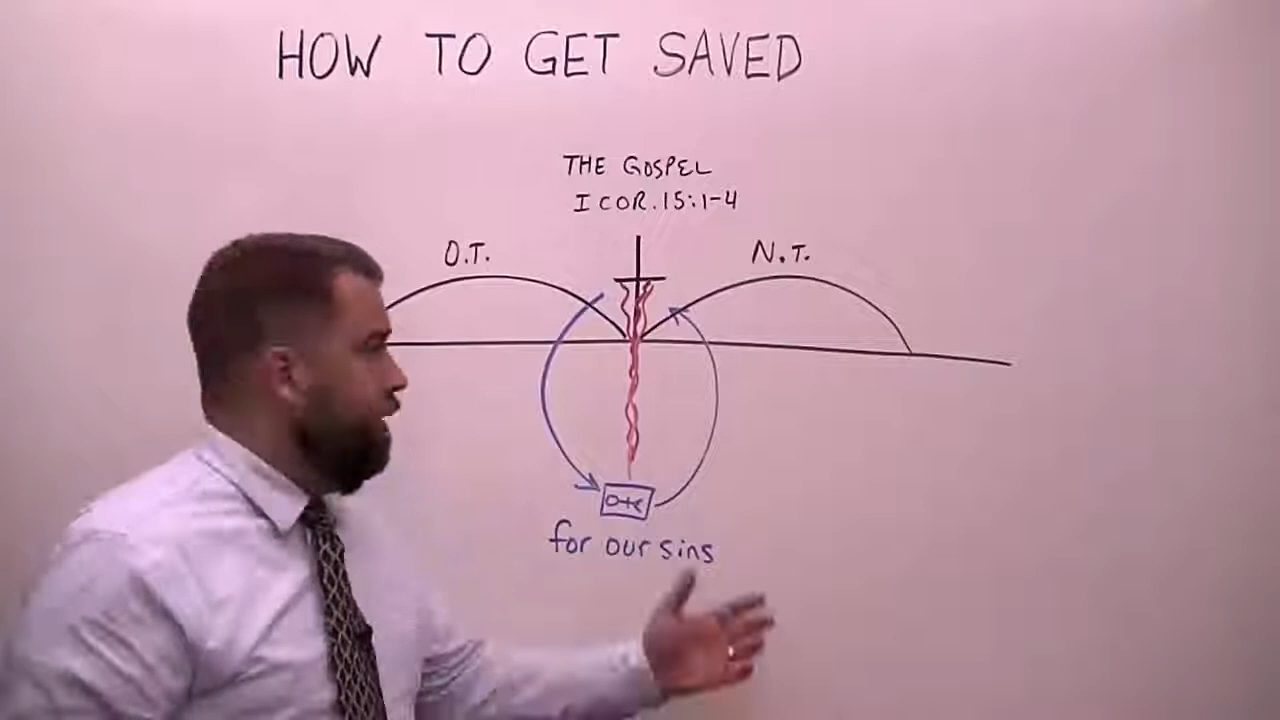 HOW TO GET SAVED
THE GOSPEL
I COR. 15:1-4
O.T.
N.T.
for our sins